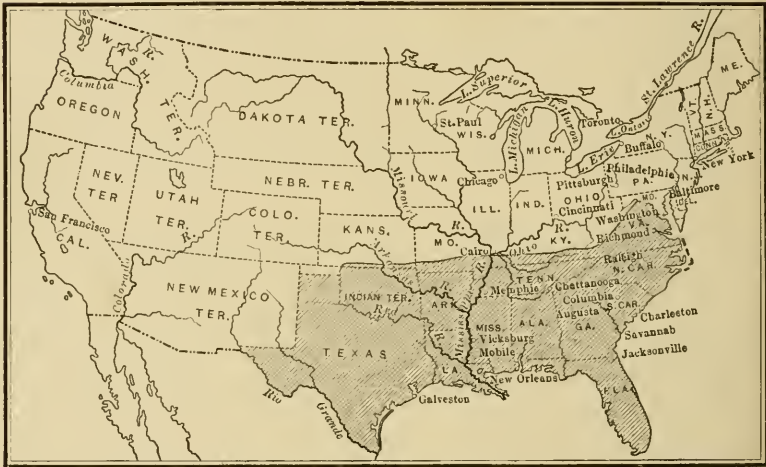 WASH.
TER.
R.
Columbia
OREGON
DAKOTA TER.
MINN.
L. Superior
St. Paul
WIS.
L. Michigan
L. Huron
MICH.
Toronto
L. Ontario
St. Lawrence R.
ME.
VT.
N.H.
MASS.
CONN.
N.Y.
Buffalo
L. Erie
New York
NEV.
TER
UTAH
TER.
NEBR. TER.
IOWA
Missouri
R.
Chicago
ILL.
IND.
OHIO
Pittsburgh
Philadelphia
PA.
N.J.
Baltimore
MD.
DEL.
Cincinnati
Washington
VA.
Richmond
San Francisco
CAL.
COLO.
TER.
KANS.
MO.
Cairo
Ohio
R.
KY.
Colorado
R.
Arkansas
NEW MEXICO
TER.
INDIAN TER.
Red
R.
ARK.
Mississippi
R.
Memphis
TENN.
Chattanooga
Raleigh
N. CAR.
Columbia
S. CAR.
Augusta
GA.
Charleston
Savannah
Jacksonville
TEXAS
MISS.
Vicksburg
Mobile
ALA.
LA.
New Orleans
FLA.
Galveston
Rio
Grande